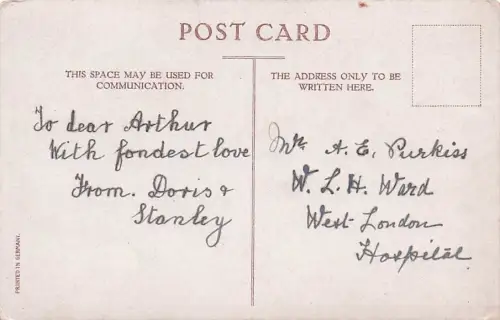 POST CARD
THIS SPACE MAY BE USED FOR
COMMUNICATION.
To dear Arthur
With fondest love
From. Doris &
Stanley
THE ADDRESS ONLY TO BE
WRITTEN HERE.
Mr A. E. Purkiss
W. L. H. Ward
West London
Hospital
PRINTED IN GERMANY.